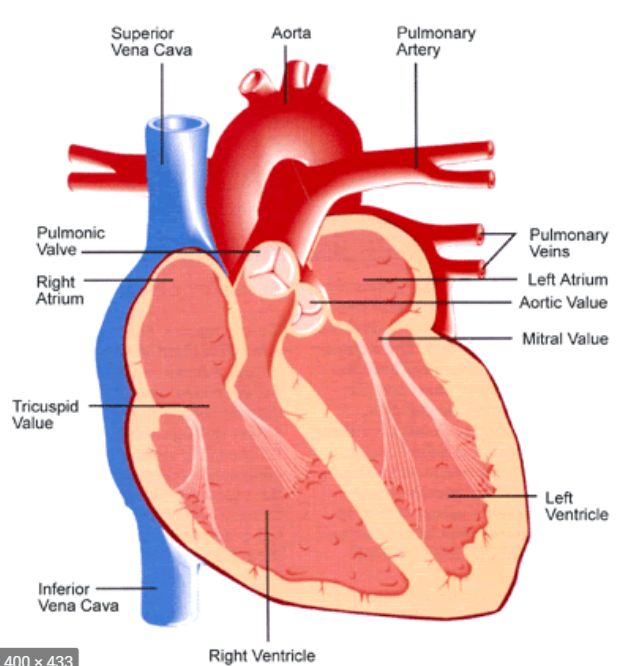 Superior
Vena Cava
Aorta
Pulmonary
Artery
Pulmonic
Valve
Right
Atrium
Pulmonary
Veins
Left Atrium
Aortic Value
Mitral Value
Tricuspid
Value
Left
Ventricle
Inferior
Vena Cava
Right Ventricle
400 × 433